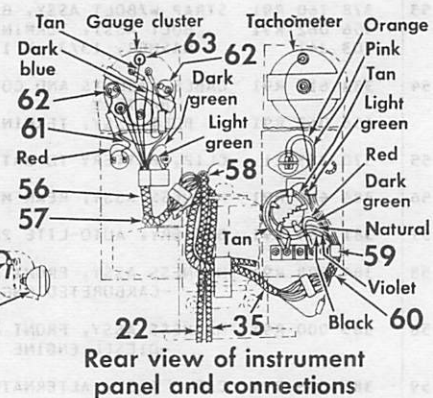 Tan Gauge cluster Tachometer Orange
Dark blue
63
62
Pink
Tan
62
Dark green
Light green
61
Red
Light green
58
Red
Dark green
56
57
Tan
Natural
59
Violet
60
Black
22
35
Rear view of instrument
panel and connections